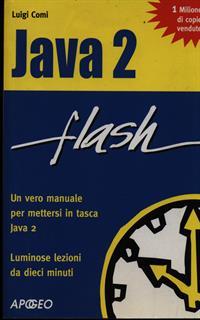 Luigi Comi
1 Milione
di copie
vendute
Java 2
flash
Un vero manuale
per mettersi in tasca
Java 2
Luminose lezioni
da dieci minuti
APOGEO